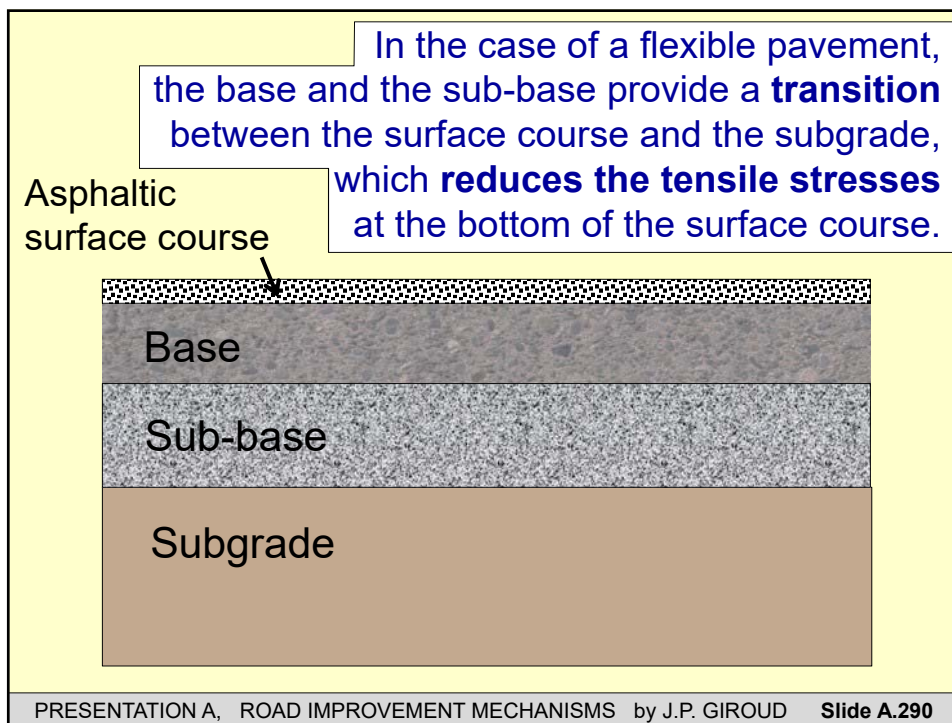 In the case of a flexible pavement,
the base and the sub-base provide a transition
between the surface course and the subgrade,
which reduces the tensile stresses
at the bottom of the surface course.
Asphaltic
surface course
Base
Sub-base
Subgrade
PRESENTATION A, ROAD IMPROVEMENT MECHANISMS by J.P. GIROUD Slide A.290